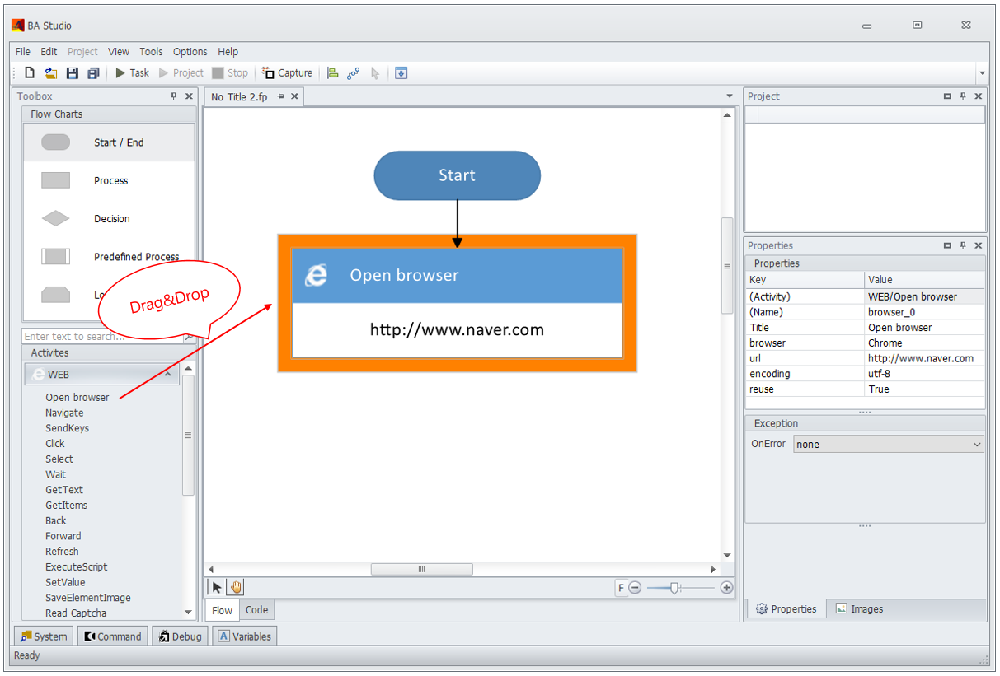 BA Studio
File Edit Project View Tools Options Help
Task Project Stop Capture
Toolbox
Flow Charts
Start / End
Process
Decision
Predefined Process
Lo
Drag&Drop
Enter text to search...
Activites
WEB
Open browser
Navigate
SendKeys
Click
Select
Wait
GetText
GetItems
Back
Forward
Refresh
ExecuteScript
SetValue
SaveElementImage
Read Captcha
No Title 2.fp
Start
Open browser
http://www.naver.com
F
Flow Code
Project
Properties
Properties
Key Value
(Activity) WEB/Open browser
(Name) browser_0
Title Open browser
browser Chrome
url http://www.naver.com
encoding utf-8
reuse True
Exception
OnError none
Properties Images
System Command Debug Variables
Ready